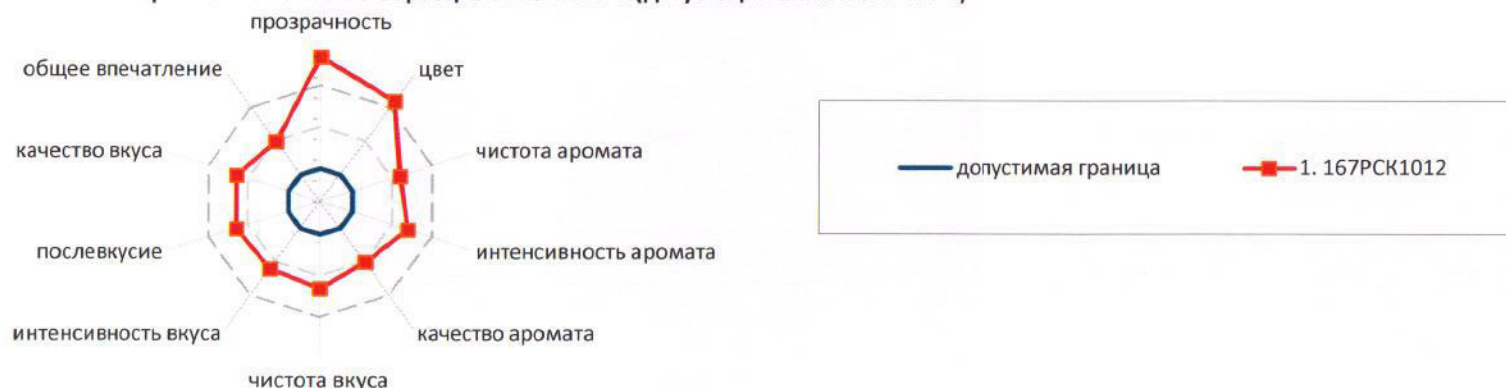 прозрачность
общее впечатление
цвет
качество вкуса
чистота аромата
послевкусие
интенсивность аромата
интенсивность вкуса
качество аромата
чистота вкуса
допустимая граница
1. 167РСК1012